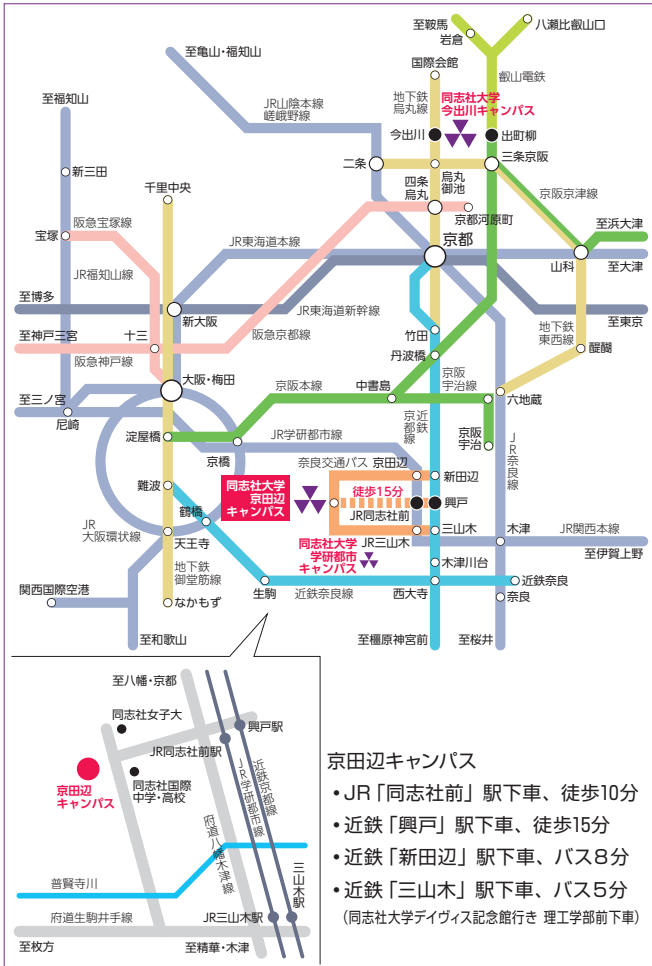 至鞍馬
八瀬比叡山口
岩倉
国際会館
叡山電鉄
至亀山・福知山
地下鉄
烏丸線
同志社大学
今出川キャンパス
JR山陰本線
嵯峨野線
至福知山
今出川
出町柳
新三田
二条
烏丸
御池
三条京阪
千里中央
四条
烏丸
京阪京津線
京都河原町
阪急宝塚線
宝塚
京都
至浜大津
JR東海道本線
山科
至大津
JR福知山線
至博多
新大阪
JR東海道新幹線
至東京
竹田
地下鉄
東西線
至神戸三宮
十三
阪急京都線
丹波橋
醍醐
阪急神戸線
大阪・梅田
京阪本線
中書島
京阪
宇治線
六地蔵
至三ノ宮
尼崎
淀屋橋
京橋
JR学研都市線
近鉄
京都線
京阪
宇治
JR奈良線
奈良交通バス
京田辺
新田辺
難波
同志社大学
京田辺
キャンパス
徒歩15分
興戸
JR同志社前
鶴橋
JR
大阪環状線
天王寺
同志社大学
学研都市
キャンパス
JR三山木
三山木
木津
JR関西本線
至伊賀上野
木津川台
地下鉄
御堂筋線
関西国際空港
なかもず
生駒
近鉄奈良線
西大寺
近鉄奈良
奈良
至和歌山
至橿原神宮前
至桜井
至八幡・京都
同志社女子大
興戸駅
JR同志社前駅
京田辺
キャンパス
同志社国際
中学・高校
近鉄京都線
JR学研都市線
府道八幡木津線
普賢寺川
三山木駅
府道生駒井手線
JR三山木駅
至枚方
至精華・木津
京田辺キャンパス
・JR「同志社前」駅下車、徒歩10分
・近鉄「興戸」駅下車、徒歩15分
・近鉄「新田辺」駅下車、バス8分
・近鉄「三山木」駅下車、バス5分
(同志社大学デイヴィス記念館行き 理工学部前下車)